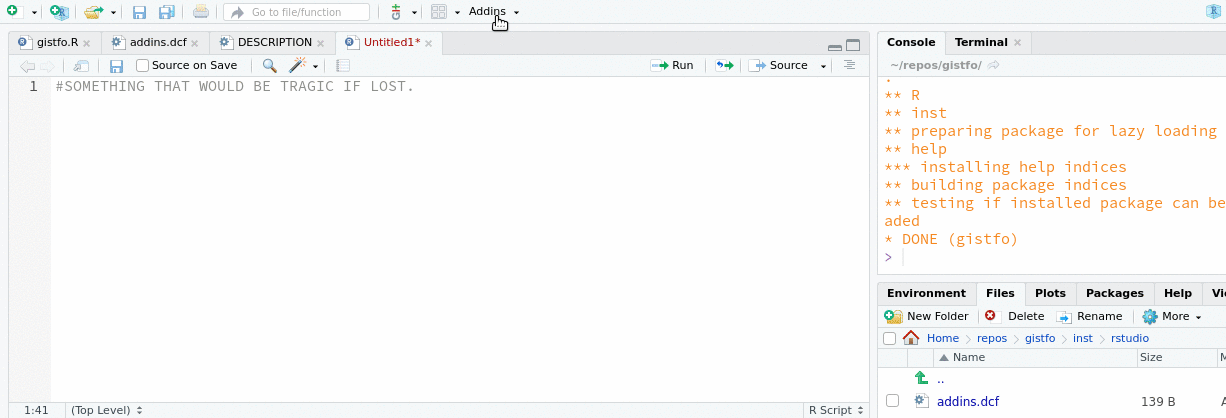 Go to file/function
Addins
gistfo.R
addins.dcf
DESCRIPTION
Untitled1*
Source on Save
Run
Source
1
#SOMETHING THAT WOULD BE TRAGIC IF LOST.
1:41
(Top Level)
R Script
Console
Terminal
~/repos/gistfo/
** R
** inst
** preparing package for lazy loading
** help
*** installing help indices
** building package indices
** testing if installed package can be
aded
* DONE (gistfo)
>
Environment
Files
Plots
Packages
Help
New Folder
Delete
Rename
More
Home
repos
gistfo
inst
rstudio
Name
Size
..
addins.dcf
139 B